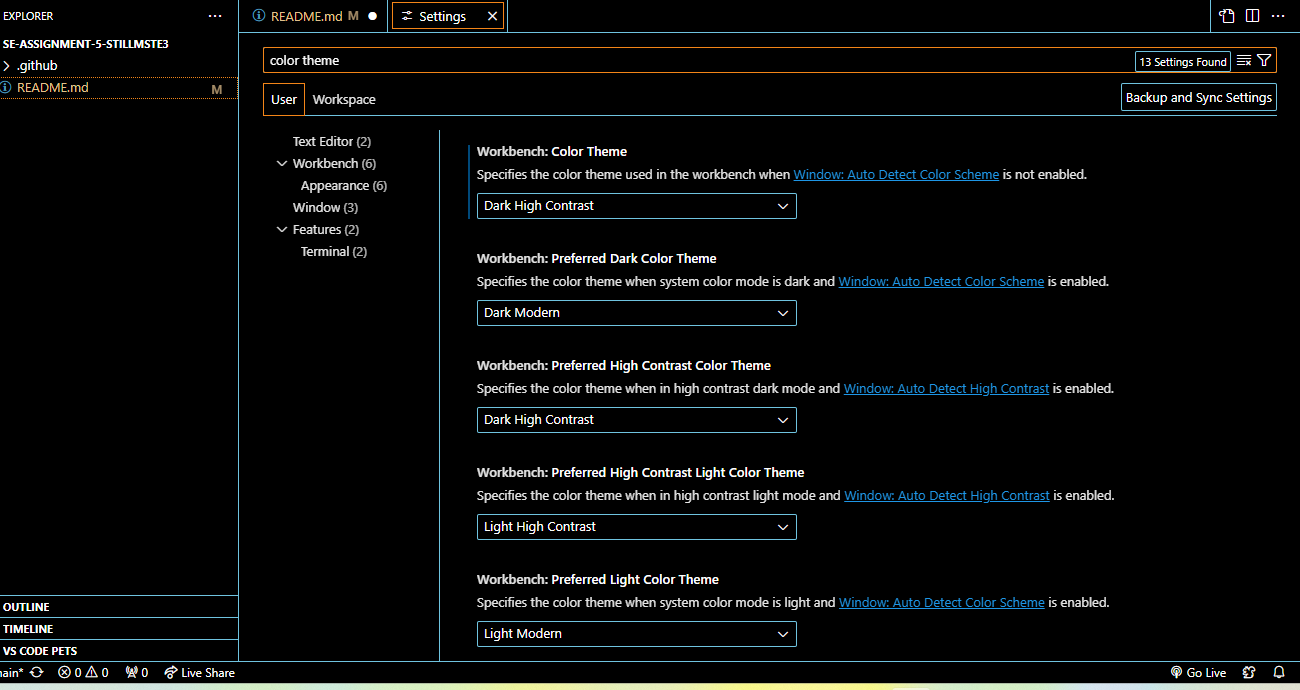 EXPLORER
SE-ASSIGNMENT-5-STILLMSTE3
.github
README.md M
OUTLINE
TIMELINE
VS CODE PETS
README.md M
Settings
color theme
13 Settings Found
User Workspace
Backup and Sync Settings
Text Editor (2)
Workbench (6)
Appearance (6)
Window (3)
Features (2)
Terminal (2)
Workbench: Color Theme
Specifies the color theme used in the workbench when Window: Auto Detect Color Scheme is not enabled.
Dark High Contrast
Workbench: Preferred Dark Color Theme
Specifies the color theme when system color mode is dark and Window: Auto Detect Color Scheme is enabled.
Dark Modern
Workbench: Preferred High Contrast Color Theme
Specifies the color theme when in high contrast dark mode and Window: Auto Detect High Contrast is enabled.
Dark High Contrast
Workbench: Preferred High Contrast Light Color Theme
Specifies the color theme when in high contrast light mode and Window: Auto Detect High Contrast is enabled.
Light High Contrast
Workbench: Preferred Light Color Theme
Specifies the color theme when system color mode is light and Window: Auto Detect Color Scheme is enabled.
Light Modern
ain* 0 0 0 Live Share Go Live